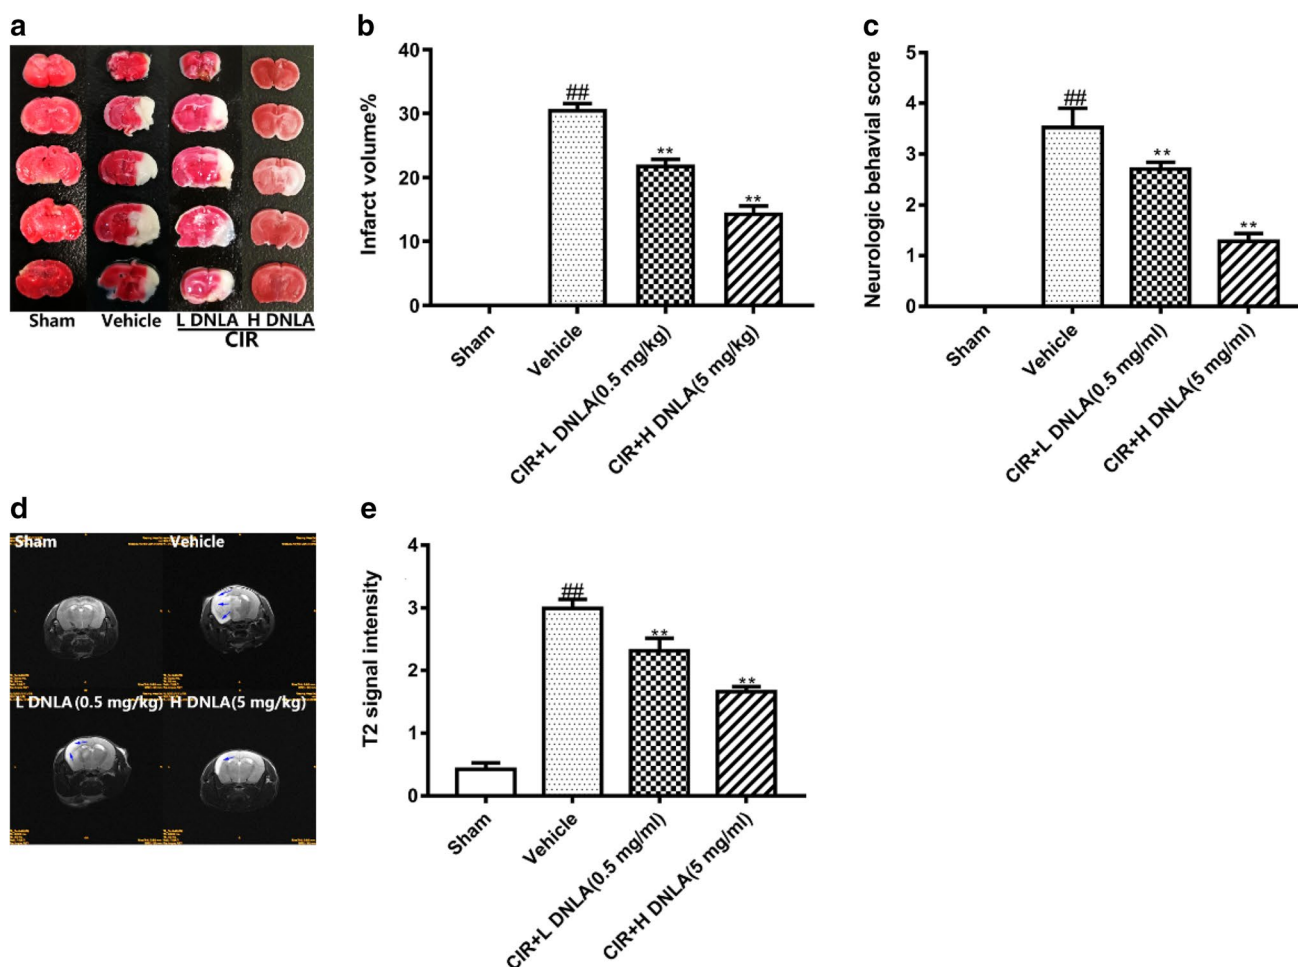 a
Sham
Vehicle
L DNLA
H DNLA
CIR
b
Infarct volume%
40
30
20
10
0
##
**
**
Sham
Vehicle
CIR+L DNLA(0.5 mg/kg)
CIR+H DNLA(5 mg/kg)
c
Neurologic behavial score
5
4
3
2
1
0
##
**
**
Sham
Vehicle
CIR+L DNLA(0.5 mg/ml)
CIR+H DNLA(5 mg/ml)
d
Sham
Vehicle
L DNLA(0.5 mg/kg)
H DNLA(5 mg/kg)
e
T2 signal intensity
4
3
2
1
0
##
**
**
Sham
Vehicle
CIR+L DNLA(0.5 mg/ml)
CIR+H DNLA(5 mg/ml)